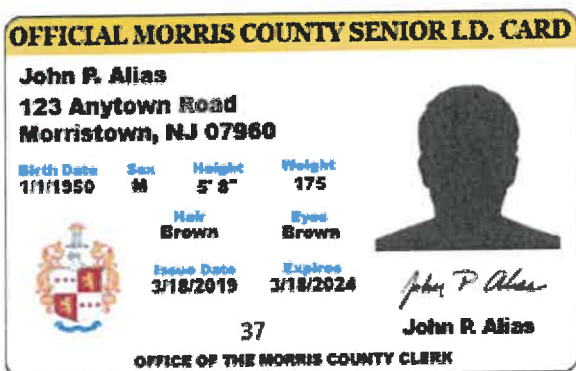 OFFICIAL MORRIS COUNTY SENIOR I.D. CARD
John P. Alias
123 Anytown Road
Morristown, NJ 07960
Birth Date Sex Height Weight
1/1/1950 M 5' 8" 175
Hair Eyes
Brown Brown
Issue Date Expires
3/18/2019 3/18/2024
John P Alias
37 John P. Alias
OFFICE OF THE MORRIS COUNTY CLERK